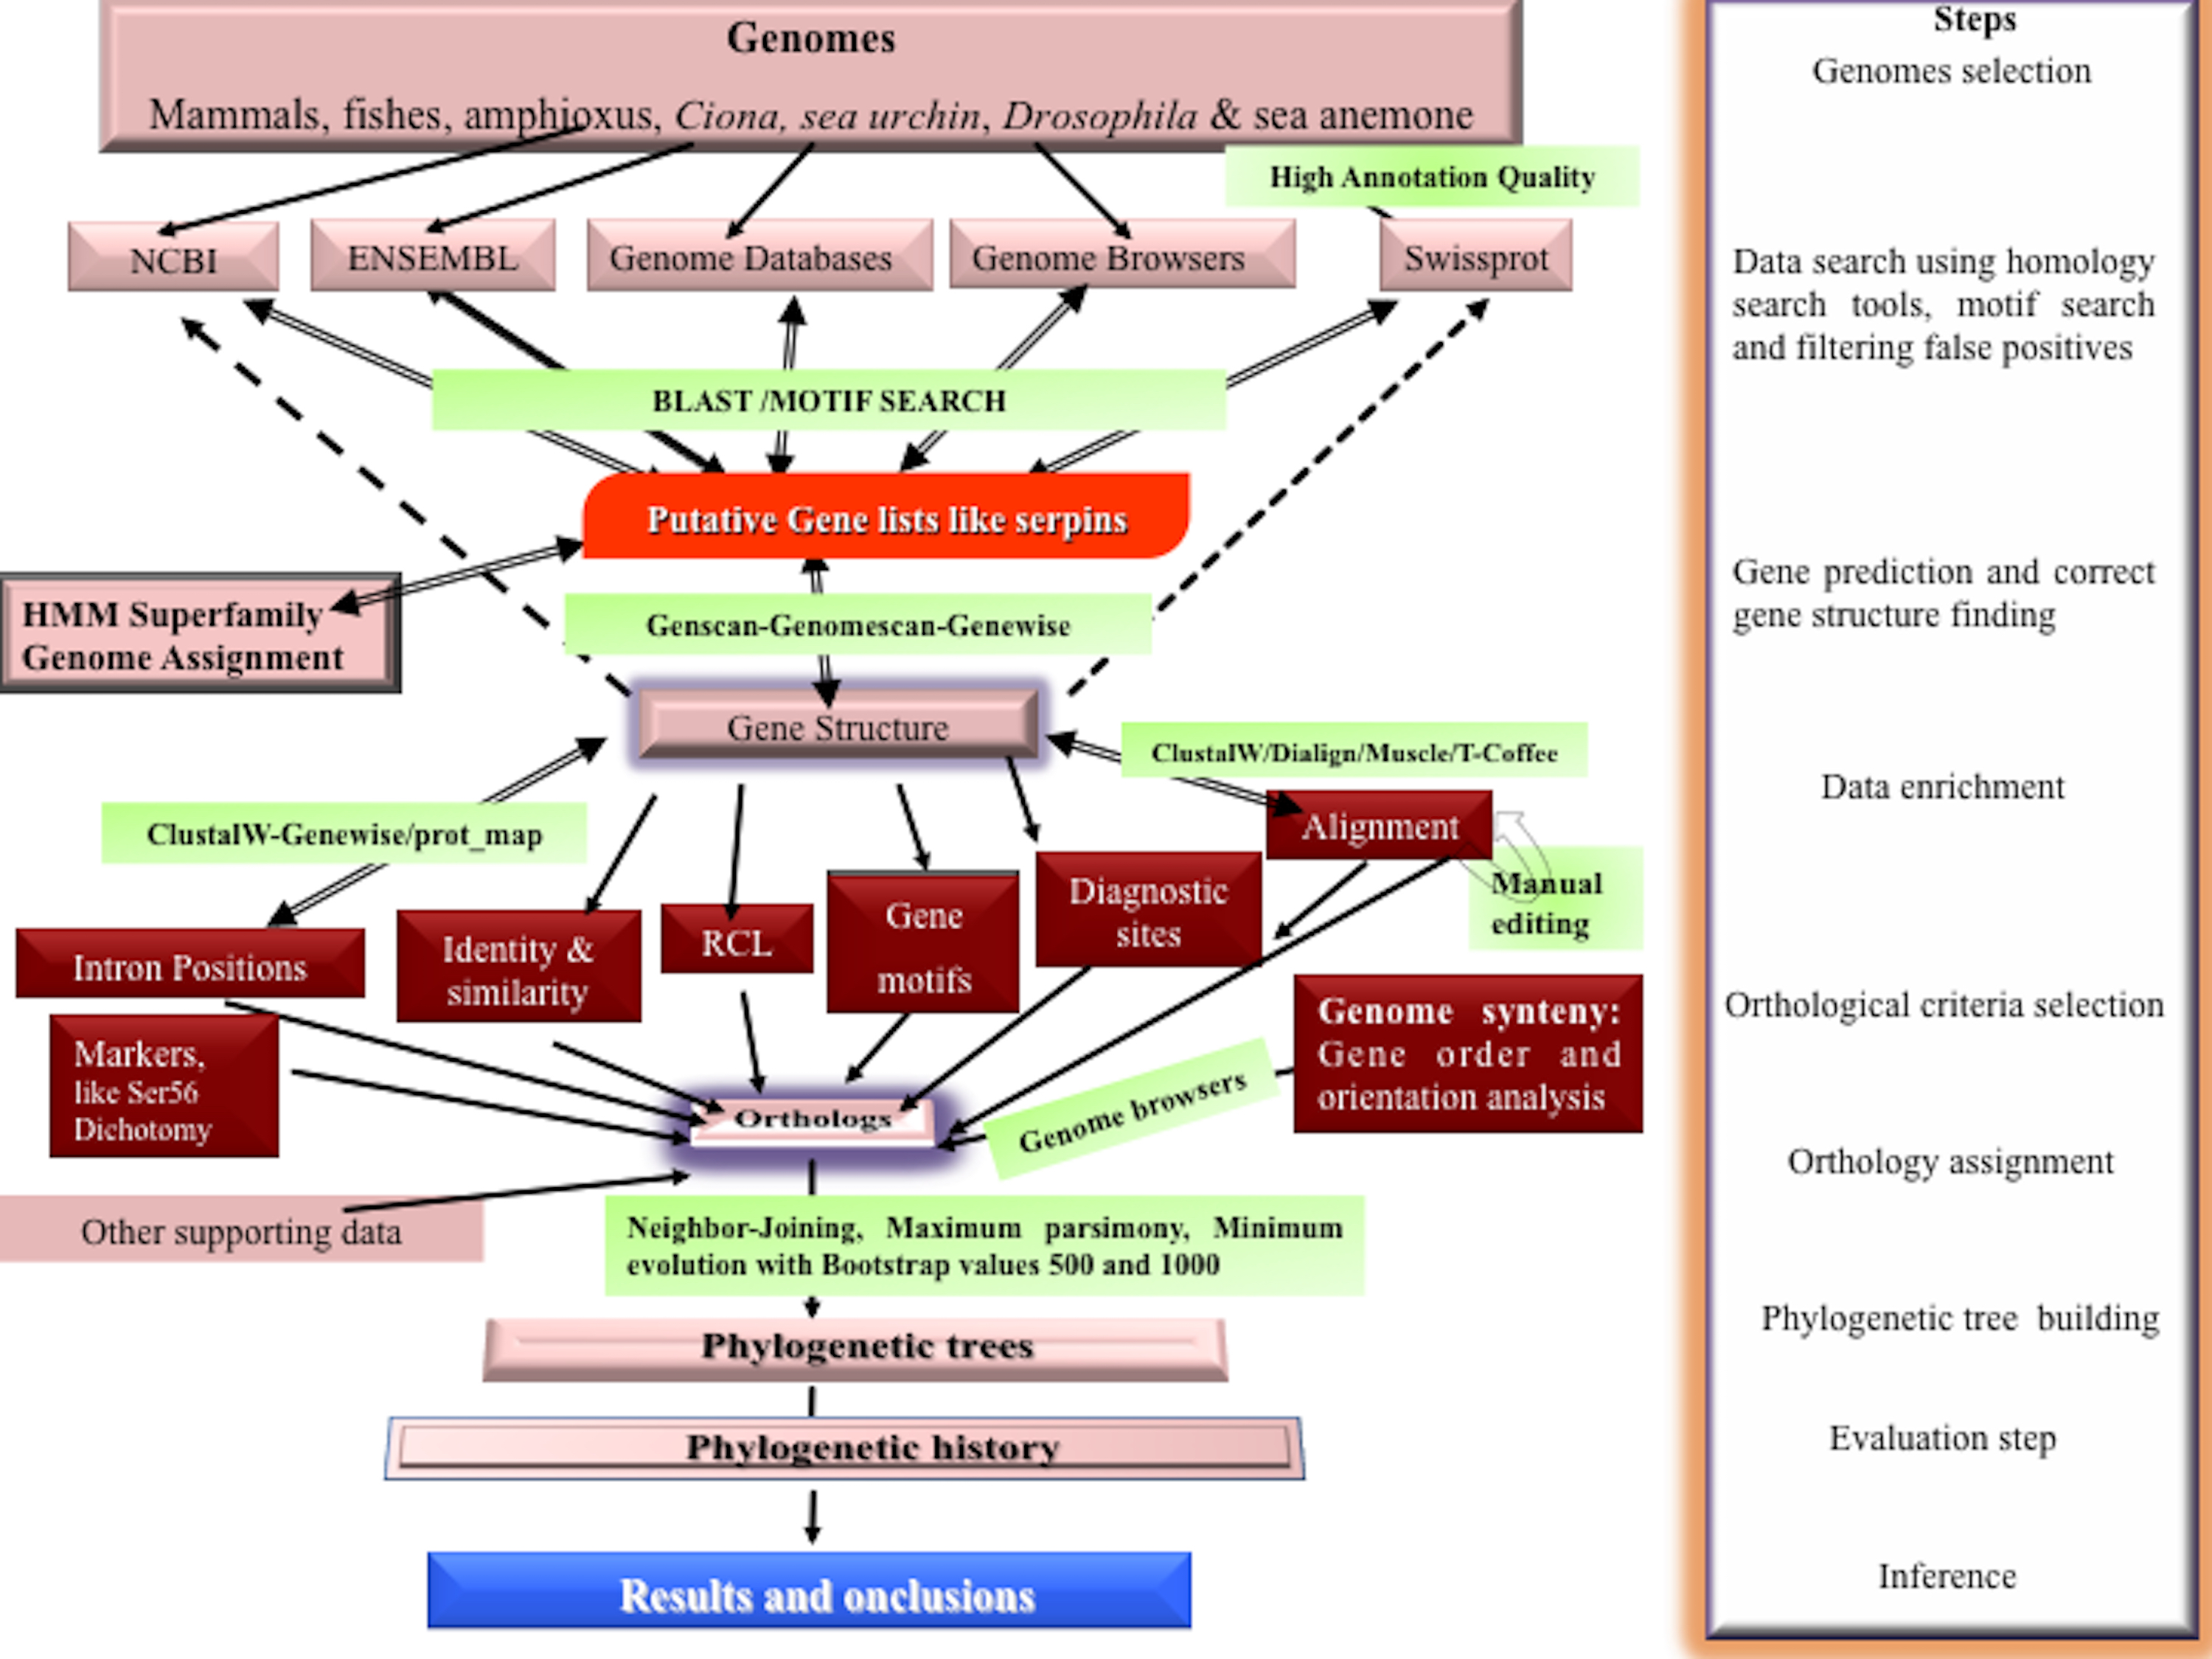 Genomes
Mammals, fishes, amphioxus, Ciona, sea urchin, Drosophila & sea anemone
High Annotation Quality
NCBI
ENSEMBL
Genome Databases
Genome Browsers
Swissprot
BLAST /MOTIF SEARCH
Putative Gene lists like serpins
HMM Superfamily
Genome Assignment
Genscan-Genomescan-Genewise
Gene Structure
ClustalW/Dialign/Muscle/T-Coffee
ClustalW-Genewise/prot_map
Alignment
Manual
editing
Intron Positions
Identity &
similarity
RCL
Gene
motifs
Diagnostic
sites
Markers,
like Ser56
Dichotomy
Genome synteny:
Gene order and
orientation analysis
Genome browsers
Orthologs
Other supporting data
Neighbor-Joining, Maximum parsimony, Minimum
evolution with Bootstrap values 500 and 1000
Phylogenetic trees
Phylogenetic history
Results and onclusions
Steps
Genomes selection
Data search using homology
search tools, motif search
and filtering false positives
Gene prediction and correct
gene structure finding
Data enrichment
Orthological criteria selection
Orthology assignment
Phylogenetic tree building
Evaluation step
Inference